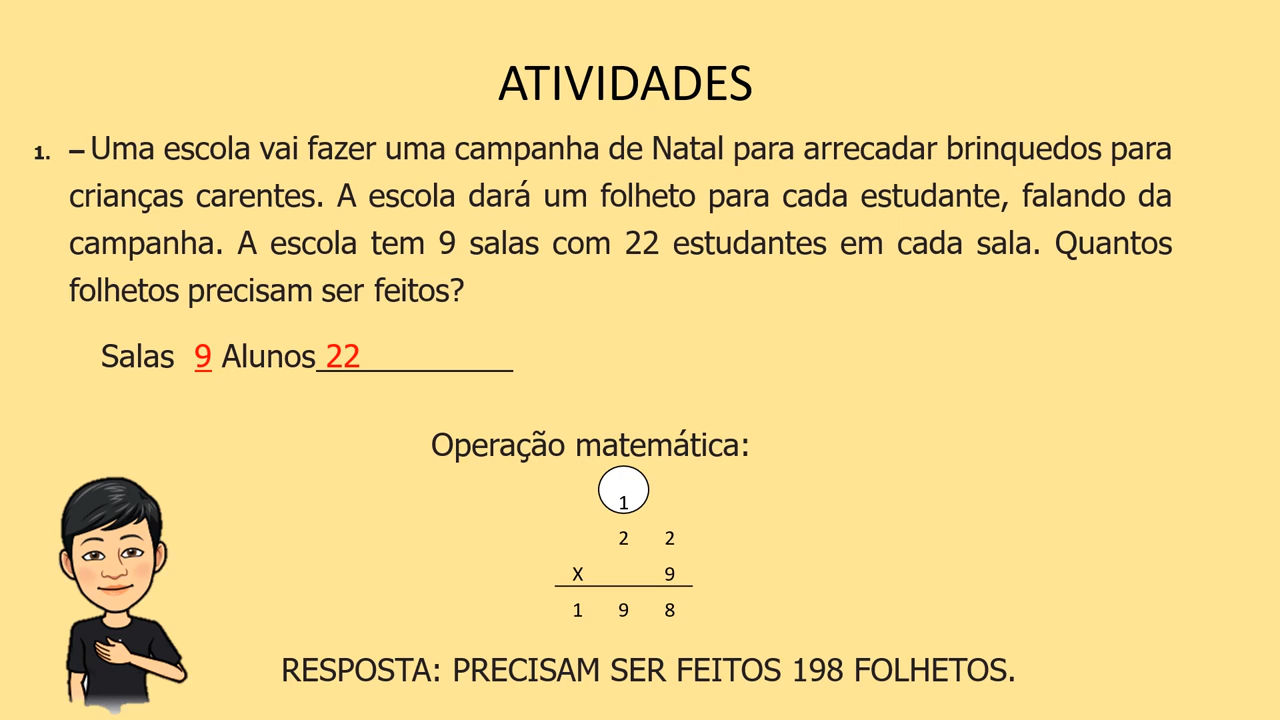 ATIVIDADES
1. – Uma escola vai fazer uma campanha de Natal para arrecadar brinquedos para
crianças carentes. A escola dará um folheto para cada estudante, falando da
campanha. A escola tem 9 salas com 22 estudantes em cada sala. Quantos
folhetos precisam ser feitos?
Salas 9 Alunos 22
Operação matemática:
1
2 2
X 9
1 9 8
RESPOSTA: PRECISAM SER FEITOS 198 FOLHETOS.